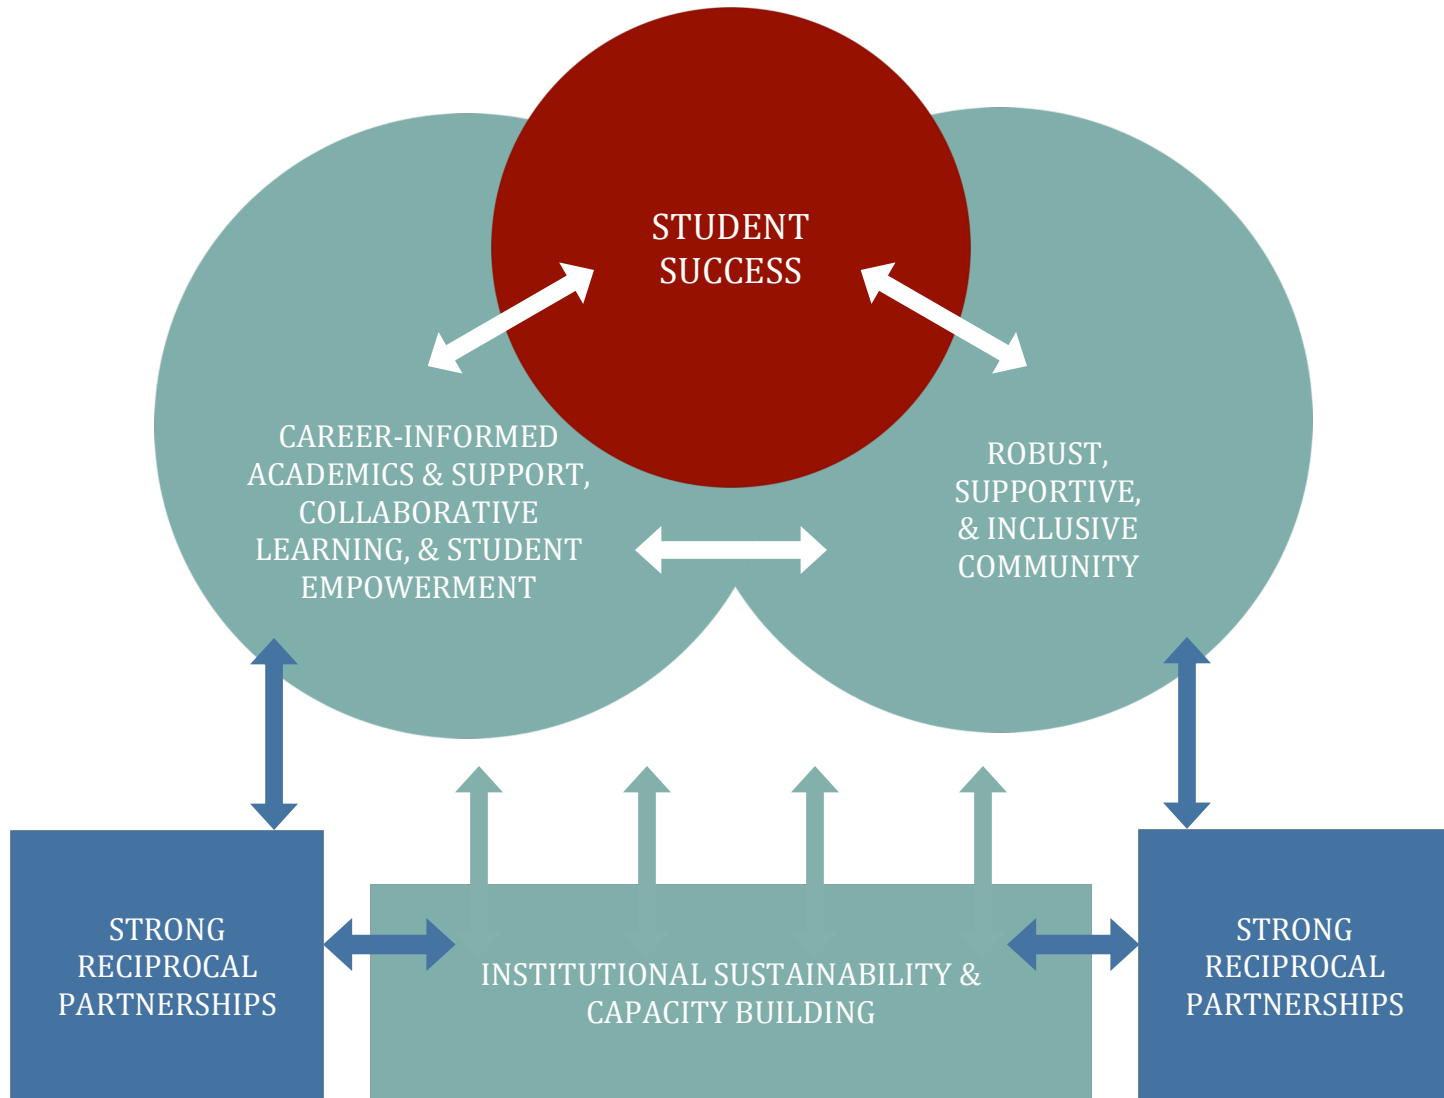 STUDENT
SUCCESS
CAREER-INFORMED
ACADEMICS & SUPPORT,
COLLABORATIVE
LEARNING, & STUDENT
EMPOWERMENT
ROBUST,
SUPPORTIVE,
& INCLUSIVE
COMMUNITY
STRONG
RECIPROCAL
PARTNERSHIPS
INSTITUTIONAL SUSTAINABILITY &
CAPACITY BUILDING
STRONG
RECIPROCAL
PARTNERSHIPS